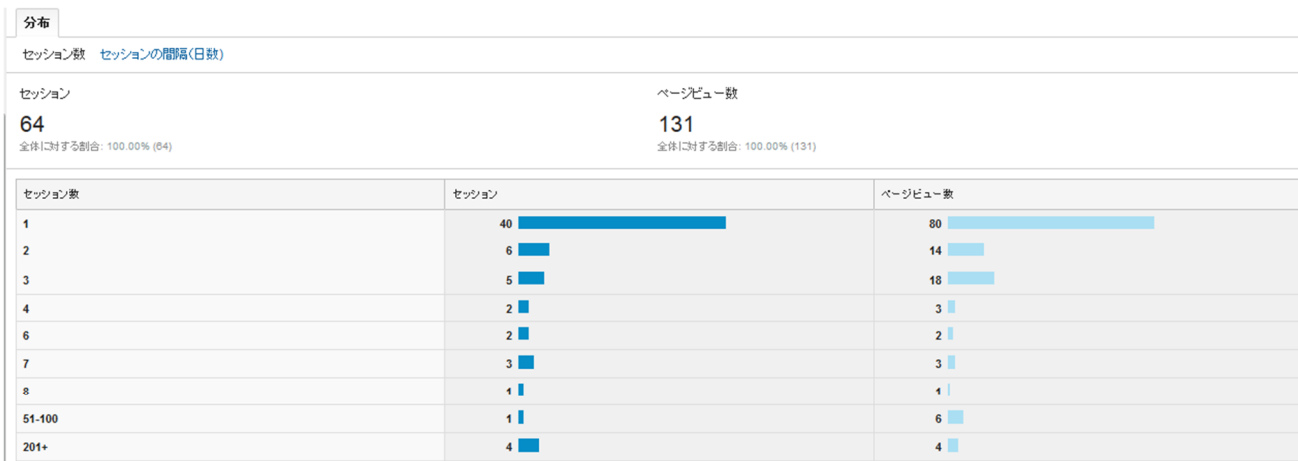 分布
セッション数 セッションの間隔(日数)
セッション ページビュー数
64 131
全体に対する割合: 100.00% (64) 全体に対する割合: 100.00% (131)
セッション数 セッション ページビュー数
1 40 80
2 6 14
3 5 18
4 2 3
6 2 2
7 3 3
8 1 1
51-100 1 6
201+ 4 4